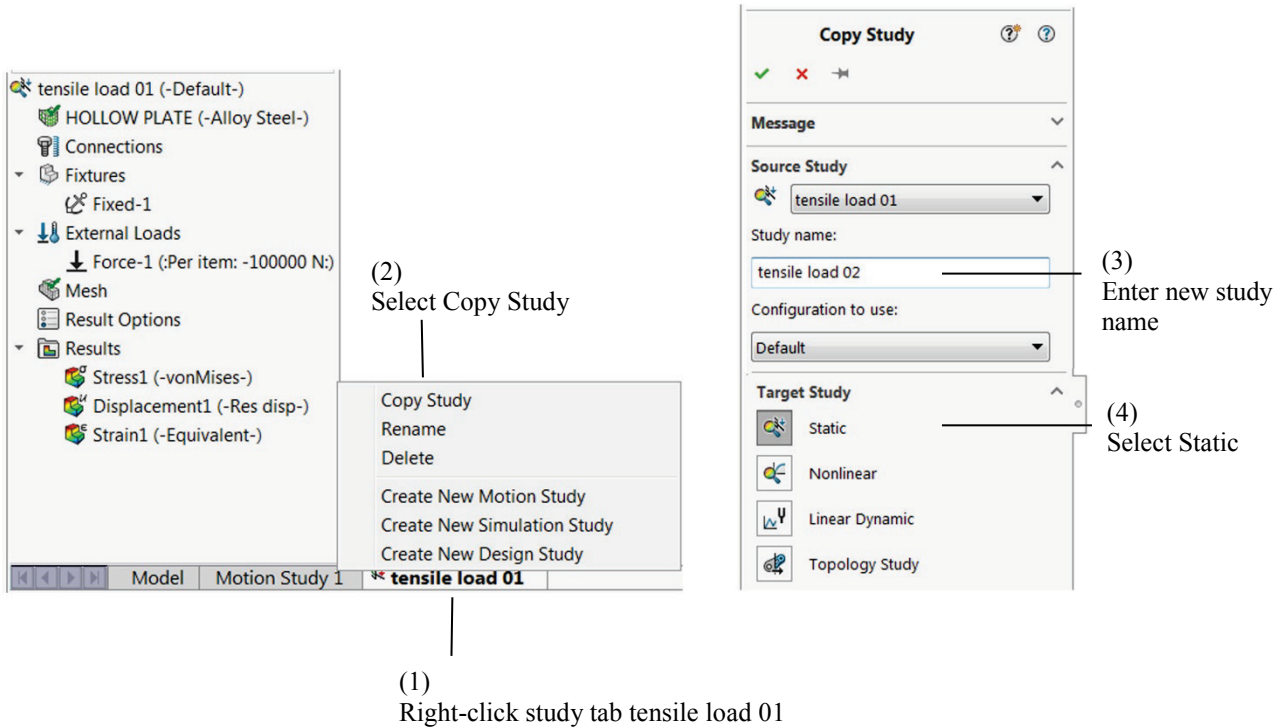 tensile load 01 (-Default-)
HOLLOW PLATE (-Alloy Steel-)
Connections
Fixtures
Fixed-1
External Loads
Force-1 (:Per item: -100000 N:)
Mesh
Result Options
Results
Stress1 (-vonMises-)
Displacement1 (-Res disp-)
Strain1 (-Equivalent-)
(2)
Select Copy Study
Copy Study
Rename
Delete
Create New Motion Study
Create New Simulation Study
Create New Design Study
Model
Motion Study 1
tensile load 01
(1)
Right-click study tab tensile load 01
Copy Study
Message
Source Study
tensile load 01
Study name:
tensile load 02
Configuration to use:
Default
Target Study
Static
Nonlinear
Linear Dynamic
Topology Study
(3)
Enter new study
name
(4)
Select Static